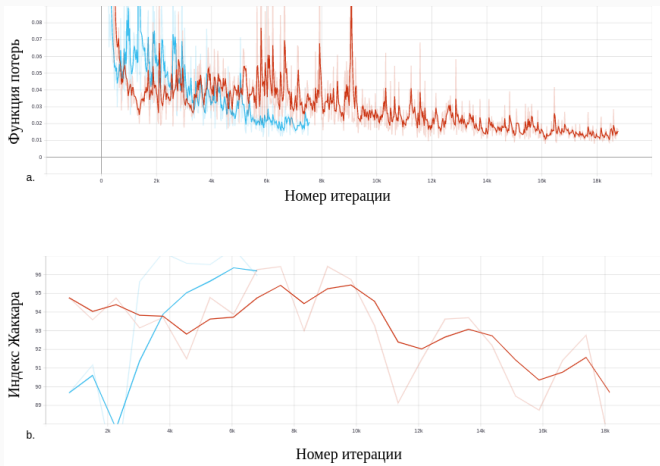 Функция потерь
0.08
0.07
0.06
0.05
0.04
0.03
0.02
0.01
0
a.
0 2k 4k 6k 8k 10k 12k 14k 16k 18k
Номер итерации
Индекс Жаккара
96
95
94
93
92
91
90
89
b.
2k 4k 6k 8k 10k 12k 14k 16k 18k
Номер итерации